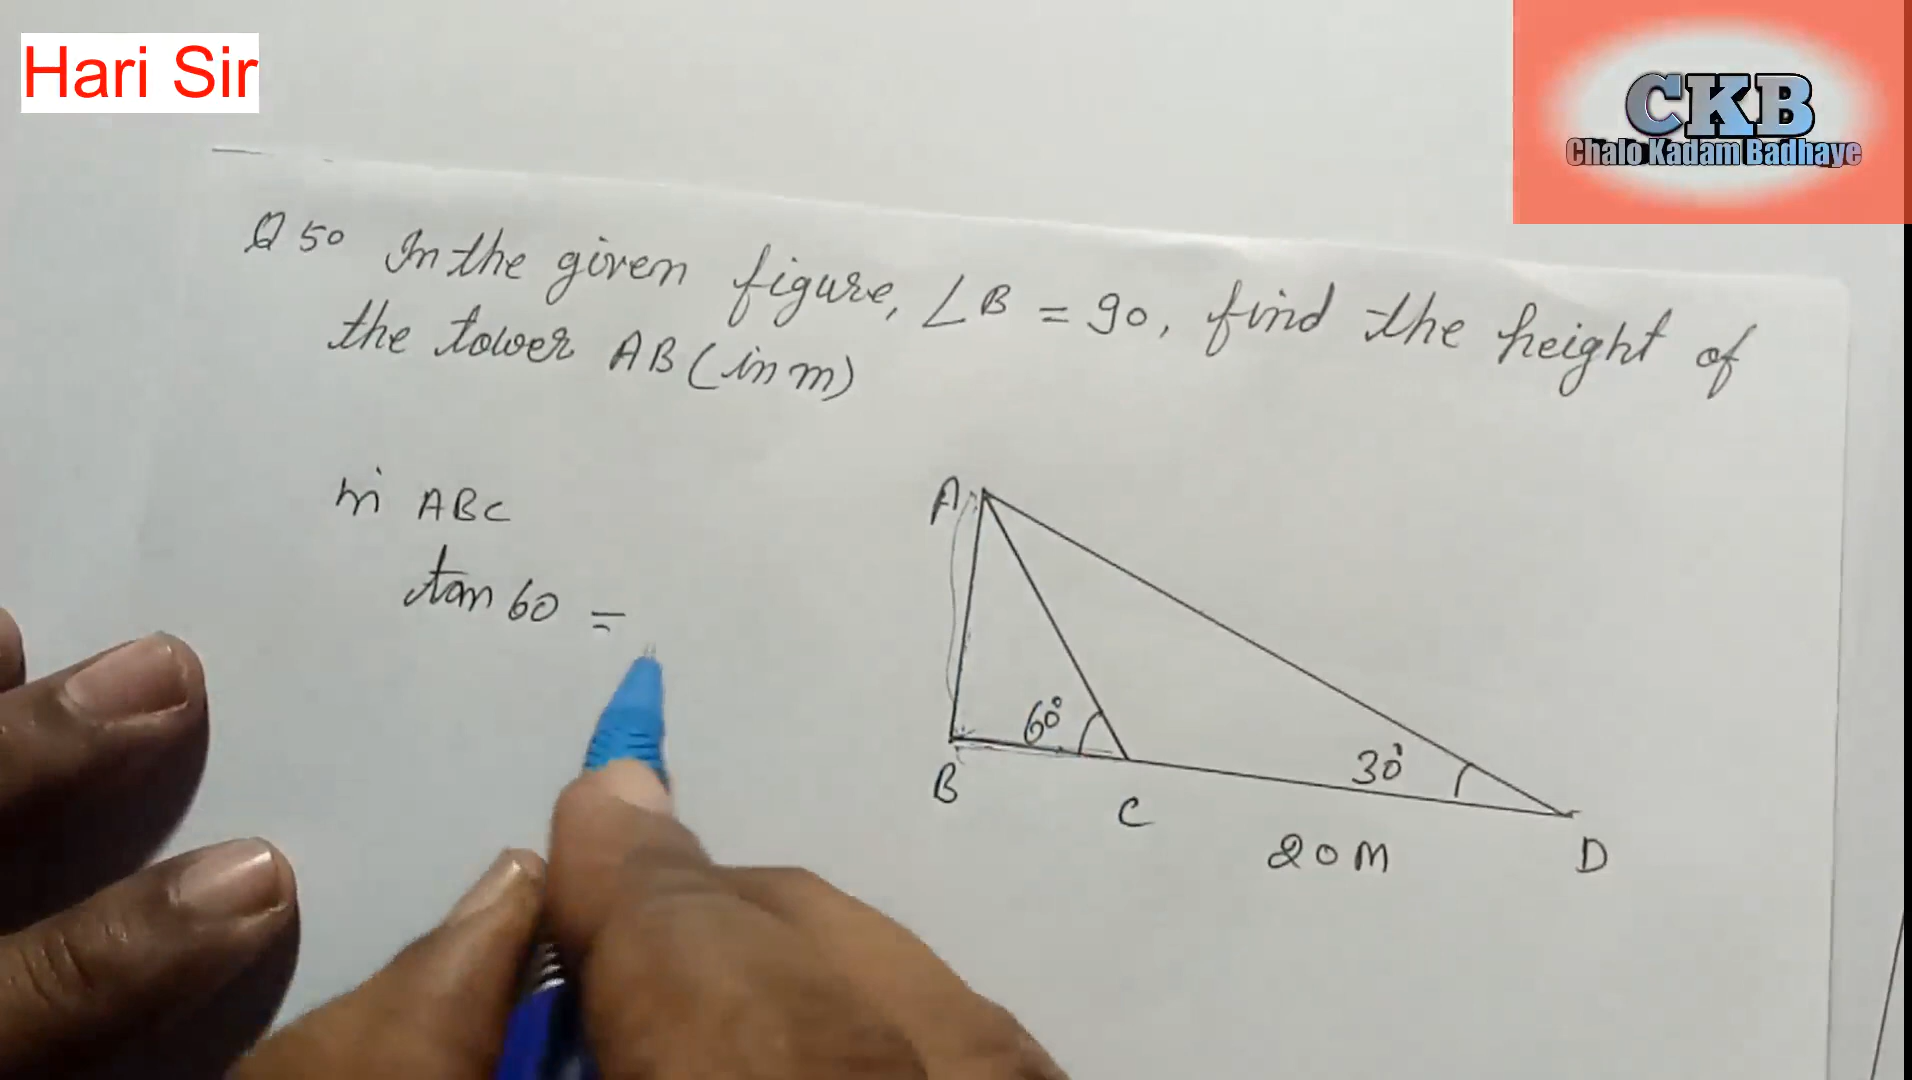 Hari Sir
CKB
Chalo Kadam Badhaye
Q 50 In the given figure, ∠B = 90, find the height of
the tower AB (in m)
in ABC
tan 60 =
A
60°
30°
B
C
20 M
D